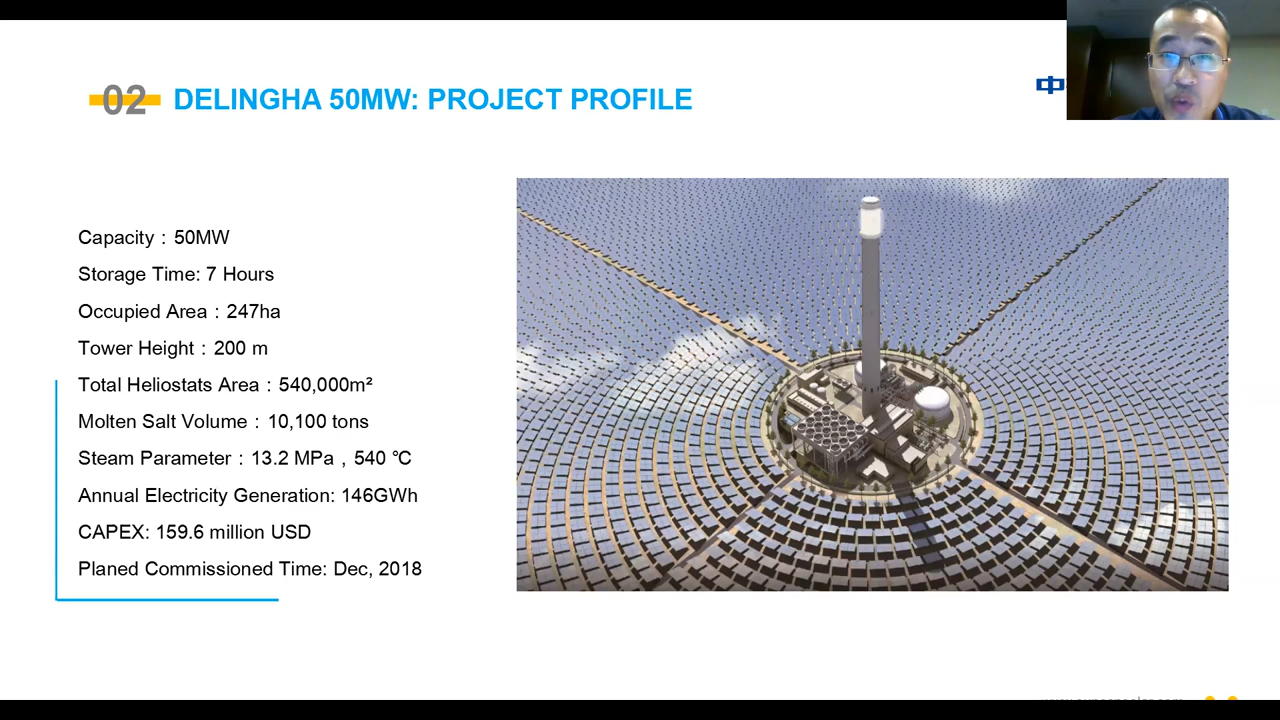 02 DELINGHA 50MW: PROJECT PROFILE
中
Capacity：50MW
Storage Time: 7 Hours
Occupied Area：247ha
Tower Height：200 m
Total Heliostats Area：540,000m²
Molten Salt Volume：10,100 tons
Steam Parameter：13.2 MPa，540 ℃
Annual Electricity Generation: 146GWh
CAPEX: 159.6 million USD
Planed Commissioned Time: Dec, 2018